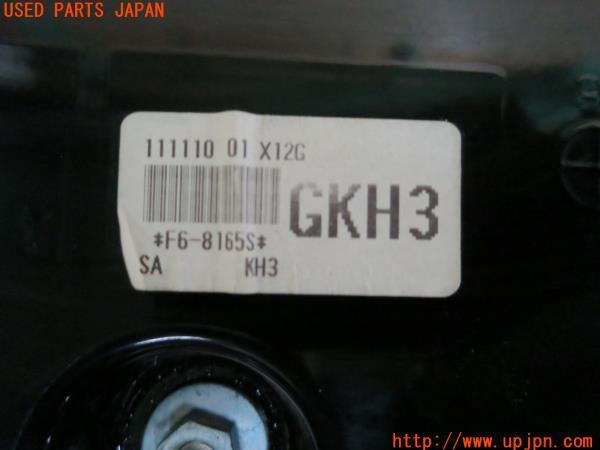 USED PARTS JAPAN
111110 01 X12G
GKH3
*F6-8165S*
SA KH3
http://www.upjpn.com/